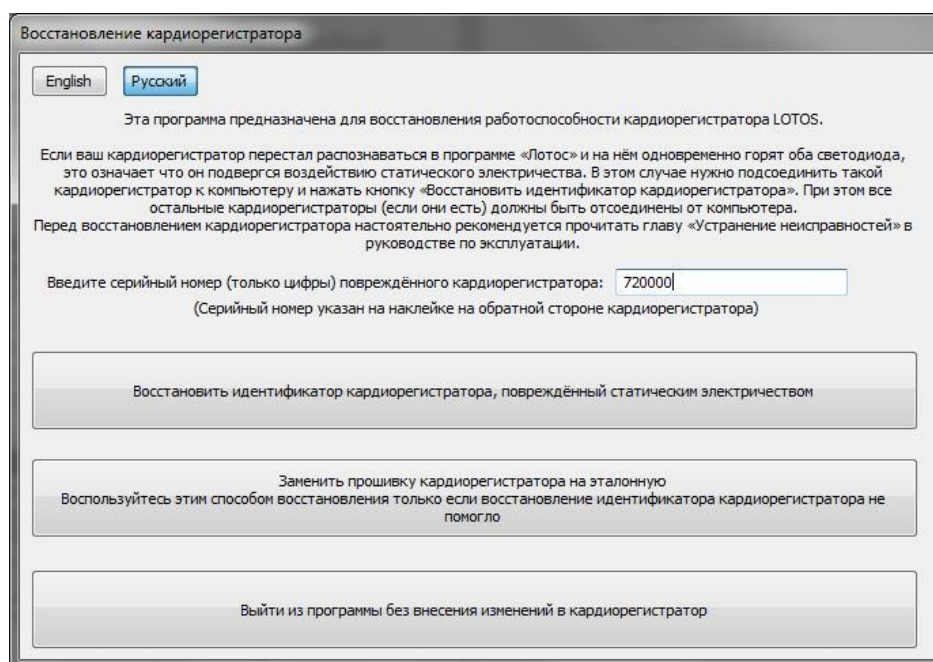 Восстановление кардиорегистратора
English Русский
Эта программа предназначена для восстановления работоспособности кардиорегистратора LOTOS.
Если ваш кардиорегистратор перестал распознаваться в программе «Лотос» и на нём одновременно горят оба светодиода,
это означает что он подвергся воздействию статического электричества. В этом случае нужно подсоединить такой
кардиорегистратор к компьютеру и нажать кнопку «Восстановить идентификатор кардиорегистратора». При этом все
остальные кардиорегистраторы (если они есть) должны быть отсоединены от компьютера.
Перед восстановлением кардиорегистратора настоятельно рекомендуется прочитать главу «Устранение неисправностей» в
руководстве по эксплуатации.
Введите серийный номер (только цифры) повреждённого кардиорегистратора: 720000
(Серийный номер указан на наклейке на обратной стороне кардиорегистратора)
Восстановить идентификатор кардиорегистратора, повреждённый статическим электричеством
Заменить прошивку кардиорегистратора на эталонную
Воспользуйтесь этим способом восстановления только если восстановление идентификатора кардиорегистратора не
помогло
Выйти из программы без внесения изменений в кардиорегистратор